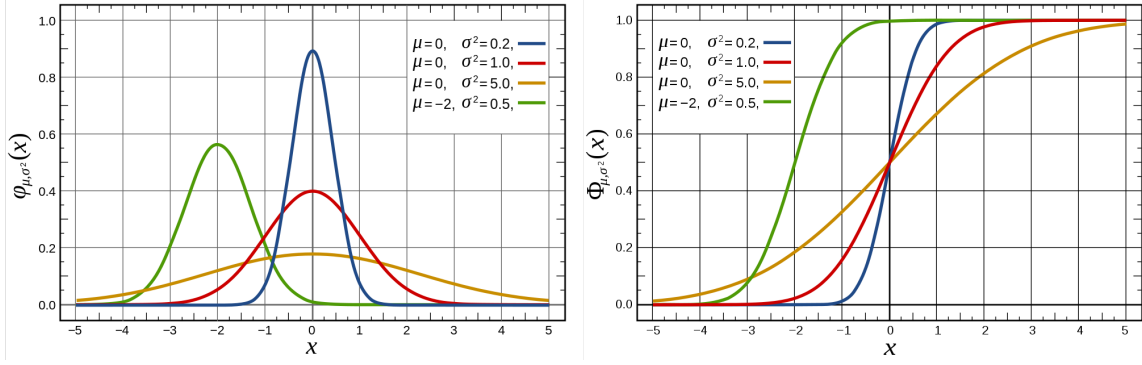 1.0
0.8
0.6
0.4
0.2
0.0
φμ,σ²(x)
μ=0, σ²=0.2,
μ=0, σ²=1.0,
μ=0, σ²=5.0,
μ=−2, σ²=0.5,
−5 −4 −3 −2 −1 0 1 2 3 4 5
x
1.0
0.8
0.6
0.4
0.2
0.0
Φμ,σ²(x)
μ=0, σ²=0.2,
μ=0, σ²=1.0,
μ=0, σ²=5.0,
μ=−2, σ²=0.5,
−5 −4 −3 −2 −1 0 1 2 3 4 5
x